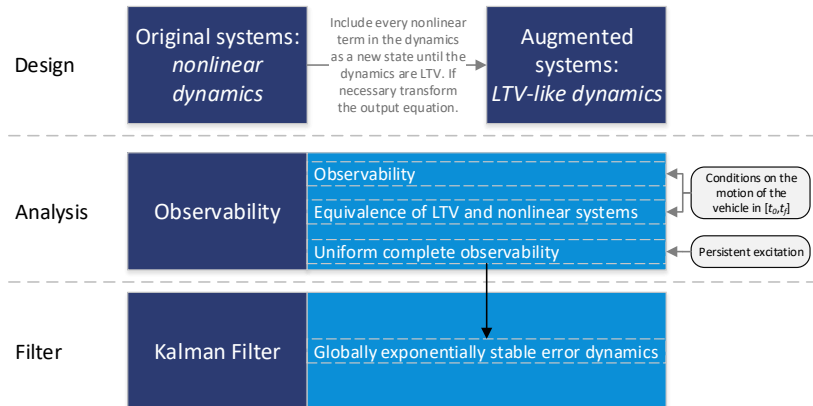 Design
Original systems:
nonlinear
dynamics
Include every nonlinear
term in the dynamics
as a new state until the
dynamics are LTV. If
necessary transform
the output equation.
Augmented
systems:
LTV-like dynamics
Analysis
Observability
Observability
Equivalence of LTV and nonlinear systems
Uniform complete observability
Conditions on the
motion of the
vehicle in [t0,tf]
Persistent excitation
Filter
Kalman Filter
Globally exponentially stable error dynamics